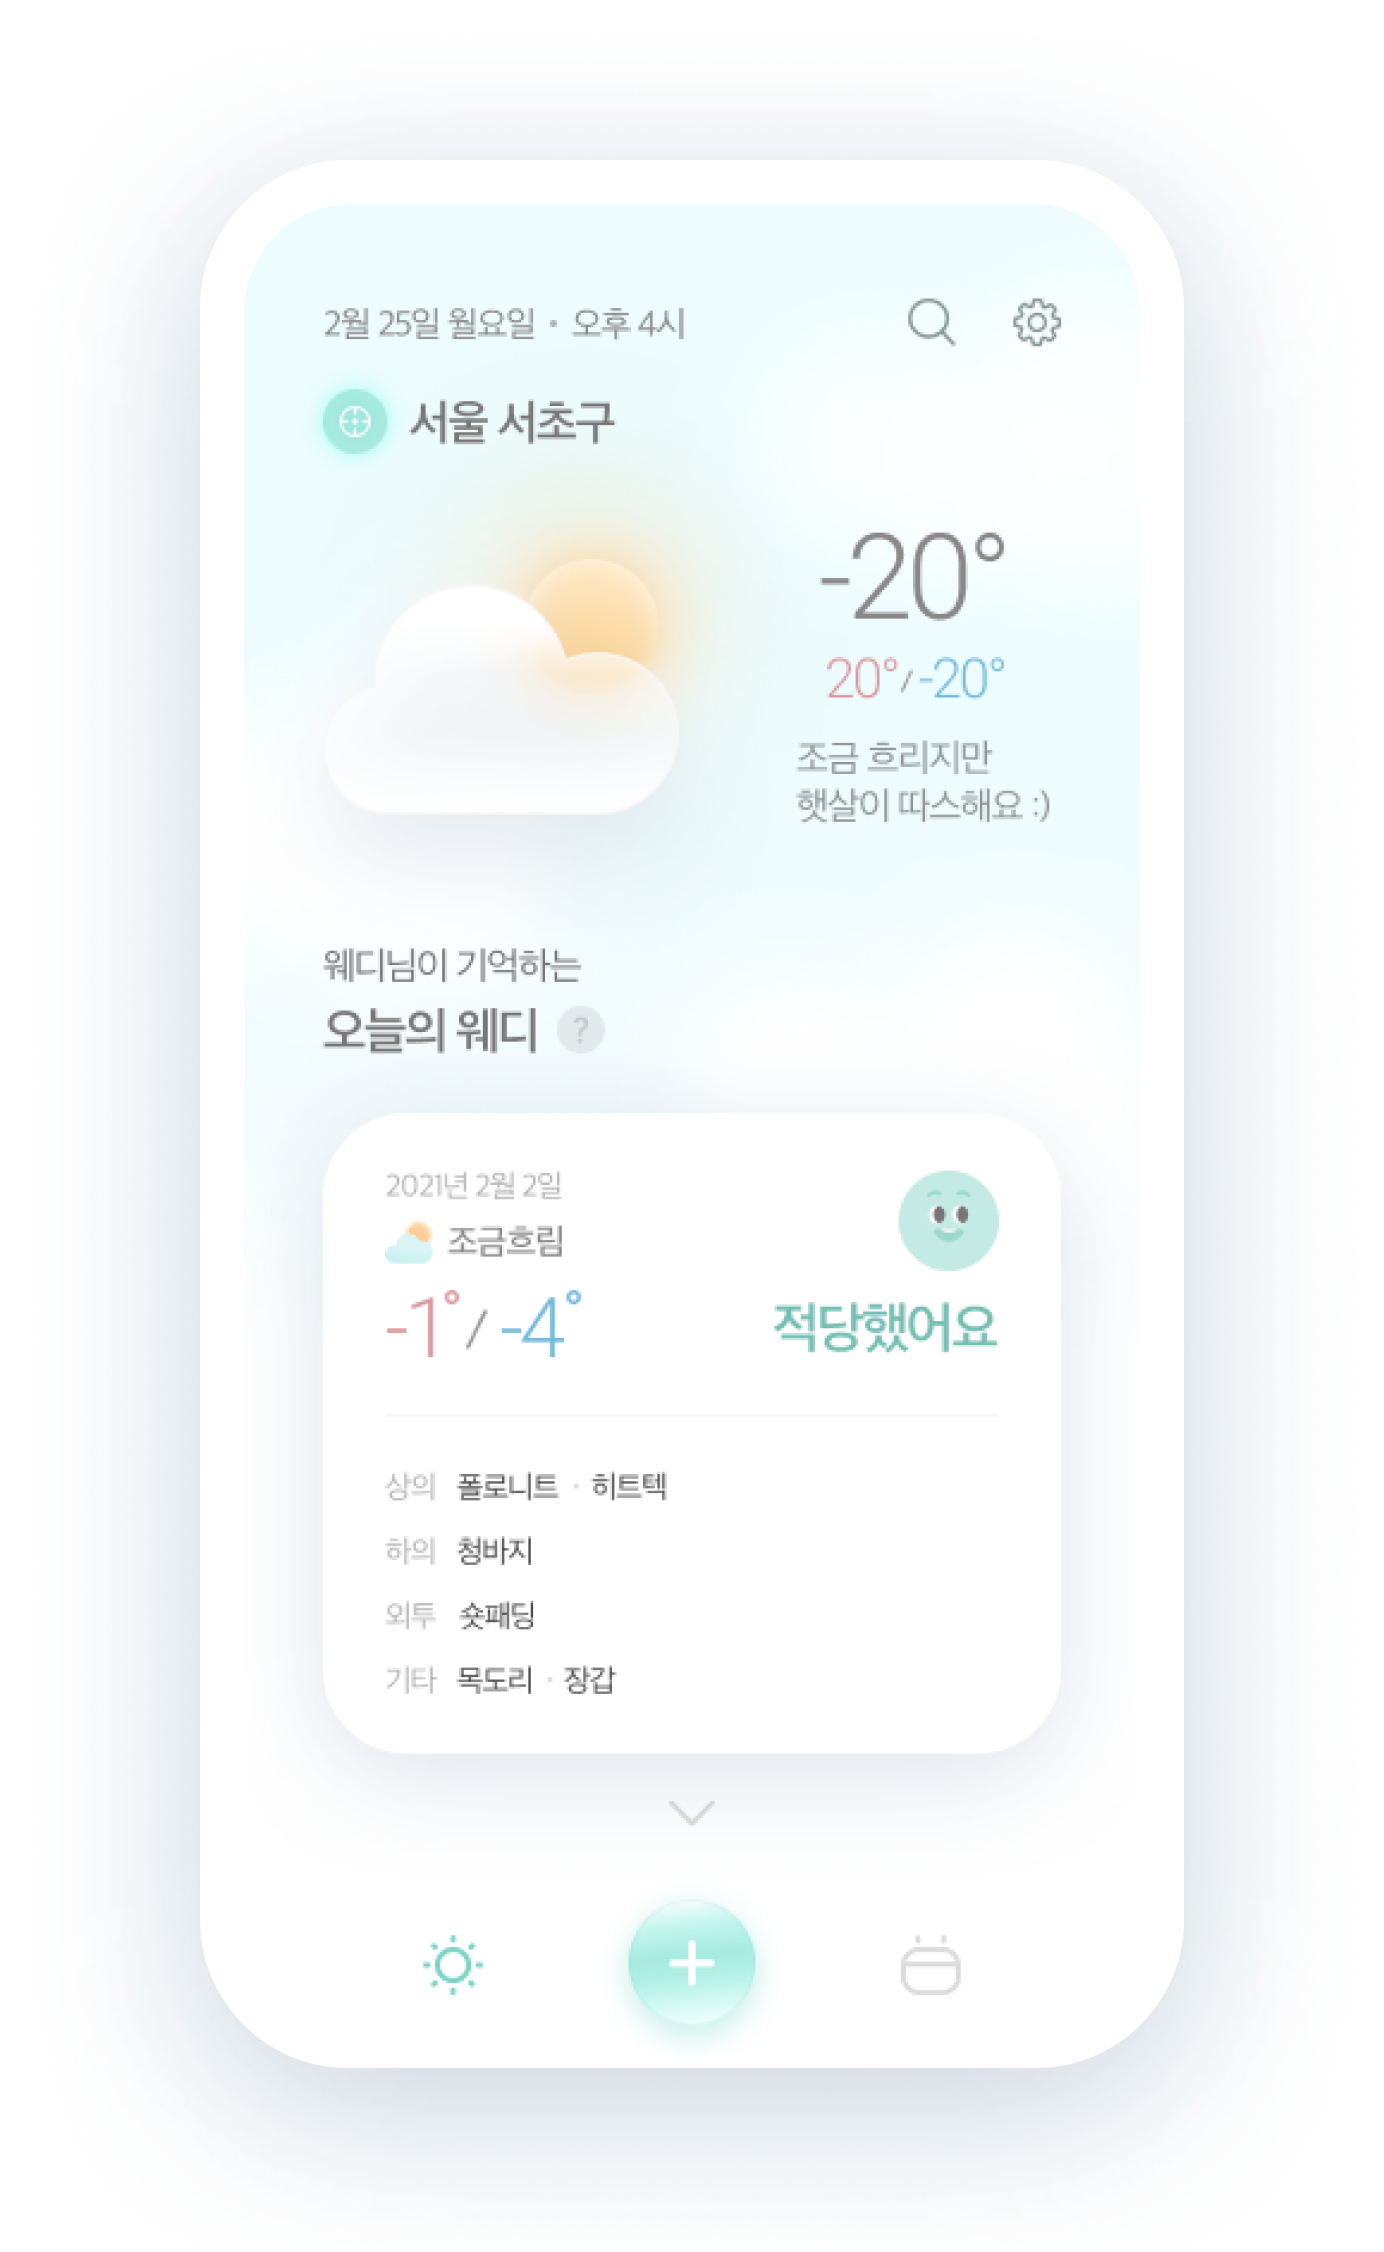 2월 25일 월요일 · 오후 4시
서울 서초구
-20°
20° / -20°
조금 흐리지만
햇살이 따스해요 :)
웨디님이 기억하는
오늘의 웨디 ?
2021년 2월 2일
조금흐림
-1° / -4°
적당했어요
상의 폴로니트 · 히트텍
하의 청바지
외투 숏패딩
기타 목도리 · 장갑